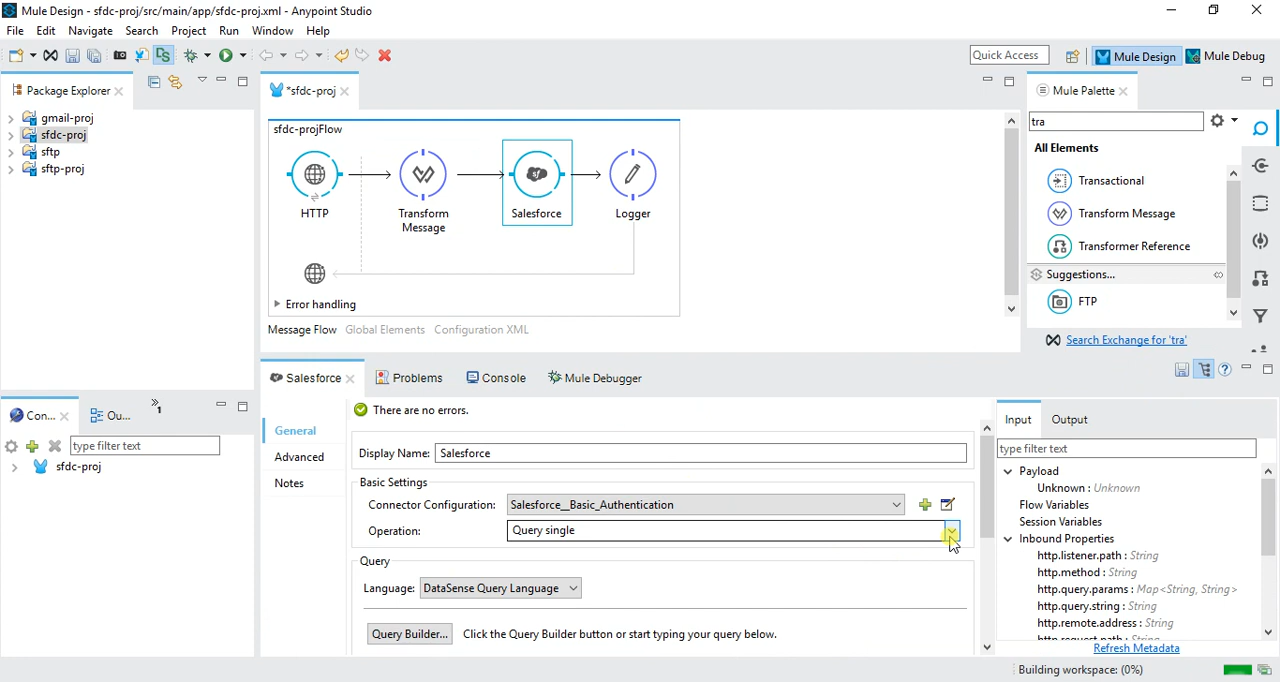 Mule Design - sfdc-proj/src/main/app/sfdc-proj.xml - Anypoint Studio
File Edit Navigate Search Project Run Window Help
Quick Access
Mule Design
Mule Debug
Package Explorer
gmail-proj
sfdc-proj
sftp
sftp-proj
*sfdc-proj
sfdc-projFlow
HTTP
Transform
Message
Salesforce
Logger
Error handling
Message Flow Global Elements Configuration XML
Mule Palette
tra
All Elements
Transactional
Transform Message
Transformer Reference
Suggestions...
FTP
Search Exchange for 'tra'
Con...
Ou...
1
type filter text
sfdc-proj
Salesforce
Problems
Console
Mule Debugger
There are no errors.
General
Advanced
Notes
Display Name: Salesforce
Basic Settings
Connector Configuration: Salesforce__Basic_Authentication
Operation: Query single
Query
Language: DataSense Query Language
Query Builder... Click the Query Builder button or start typing your query below.
Input
Output
type filter text
Payload
Unknown : Unknown
Flow Variables
Session Variables
Inbound Properties
http.listener.path : String
http.method : String
http.query.params : Map<String, String>
http.query.string : String
http.remote.address : String
http.request.path : String
Refresh Metadata
Building workspace: (0%)